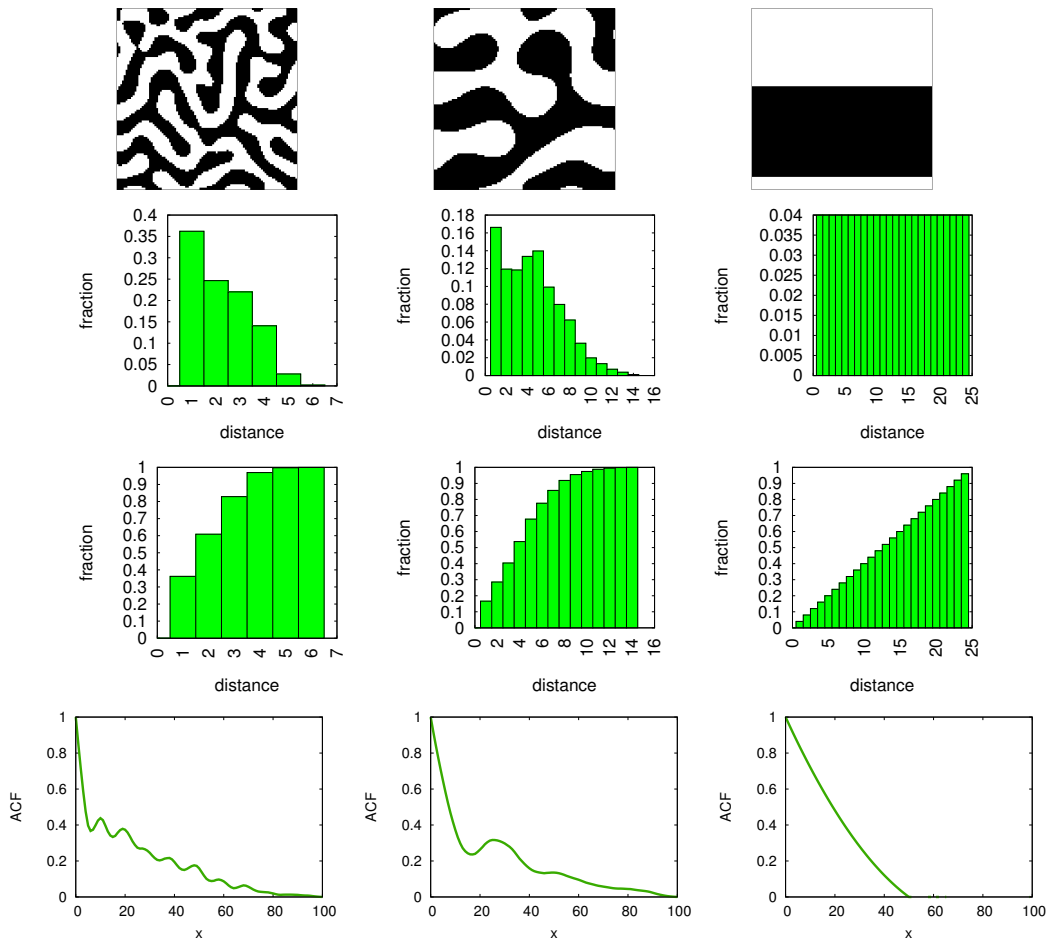 0.4
0.35
0.3
0.25
0.2
0.15
0.1
0.05
0
fraction
0 1 2 3 4 5 6 7
distance
0.18
0.16
0.14
0.12
0.1
0.08
0.06
0.04
0.02
0
fraction
0 2 4 6 8 10 12 14 16
distance
0.04
0.035
0.03
0.025
0.02
0.015
0.01
0.005
0
fraction
0 5 10 15 20 25
distance
1
0.9
0.8
0.7
0.6
0.5
0.4
0.3
0.2
0.1
0
fraction
0 1 2 3 4 5 6 7
distance
1
0.9
0.8
0.7
0.6
0.5
0.4
0.3
0.2
0.1
0
fraction
0 2 4 6 8 10 12 14 16
distance
1
0.9
0.8
0.7
0.6
0.5
0.4
0.3
0.2
0.1
0
fraction
0 5 10 15 20 25
distance
1
0.8
0.6
0.4
0.2
0
ACF
0 20 40 60 80 100
x
1
0.8
0.6
0.4
0.2
0
ACF
0 20 40 60 80 100
x
1
0.8
0.6
0.4
0.2
0
ACF
0 20 40 60 80 100
x